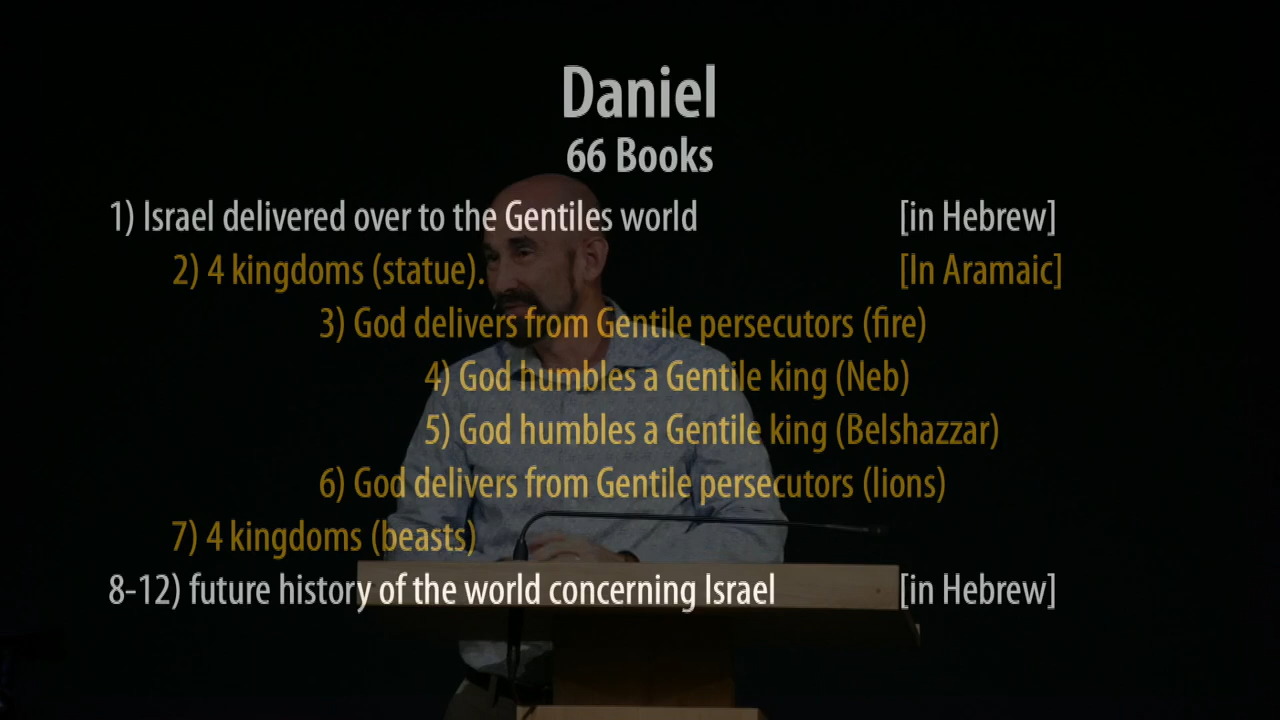 Daniel
66 Books
1) Israel delivered over to the Gentiles world [in Hebrew]
2) 4 kingdoms (statue). [In Aramaic]
3) God delivers from Gentile persecutors (fire)
4) God humbles a Gentile king (Neb)
5) God humbles a Gentile king (Belshazzar)
6) God delivers from Gentile persecutors (lions)
7) 4 kingdoms (beasts)
8-12) future history of the world concerning Israel [in Hebrew]